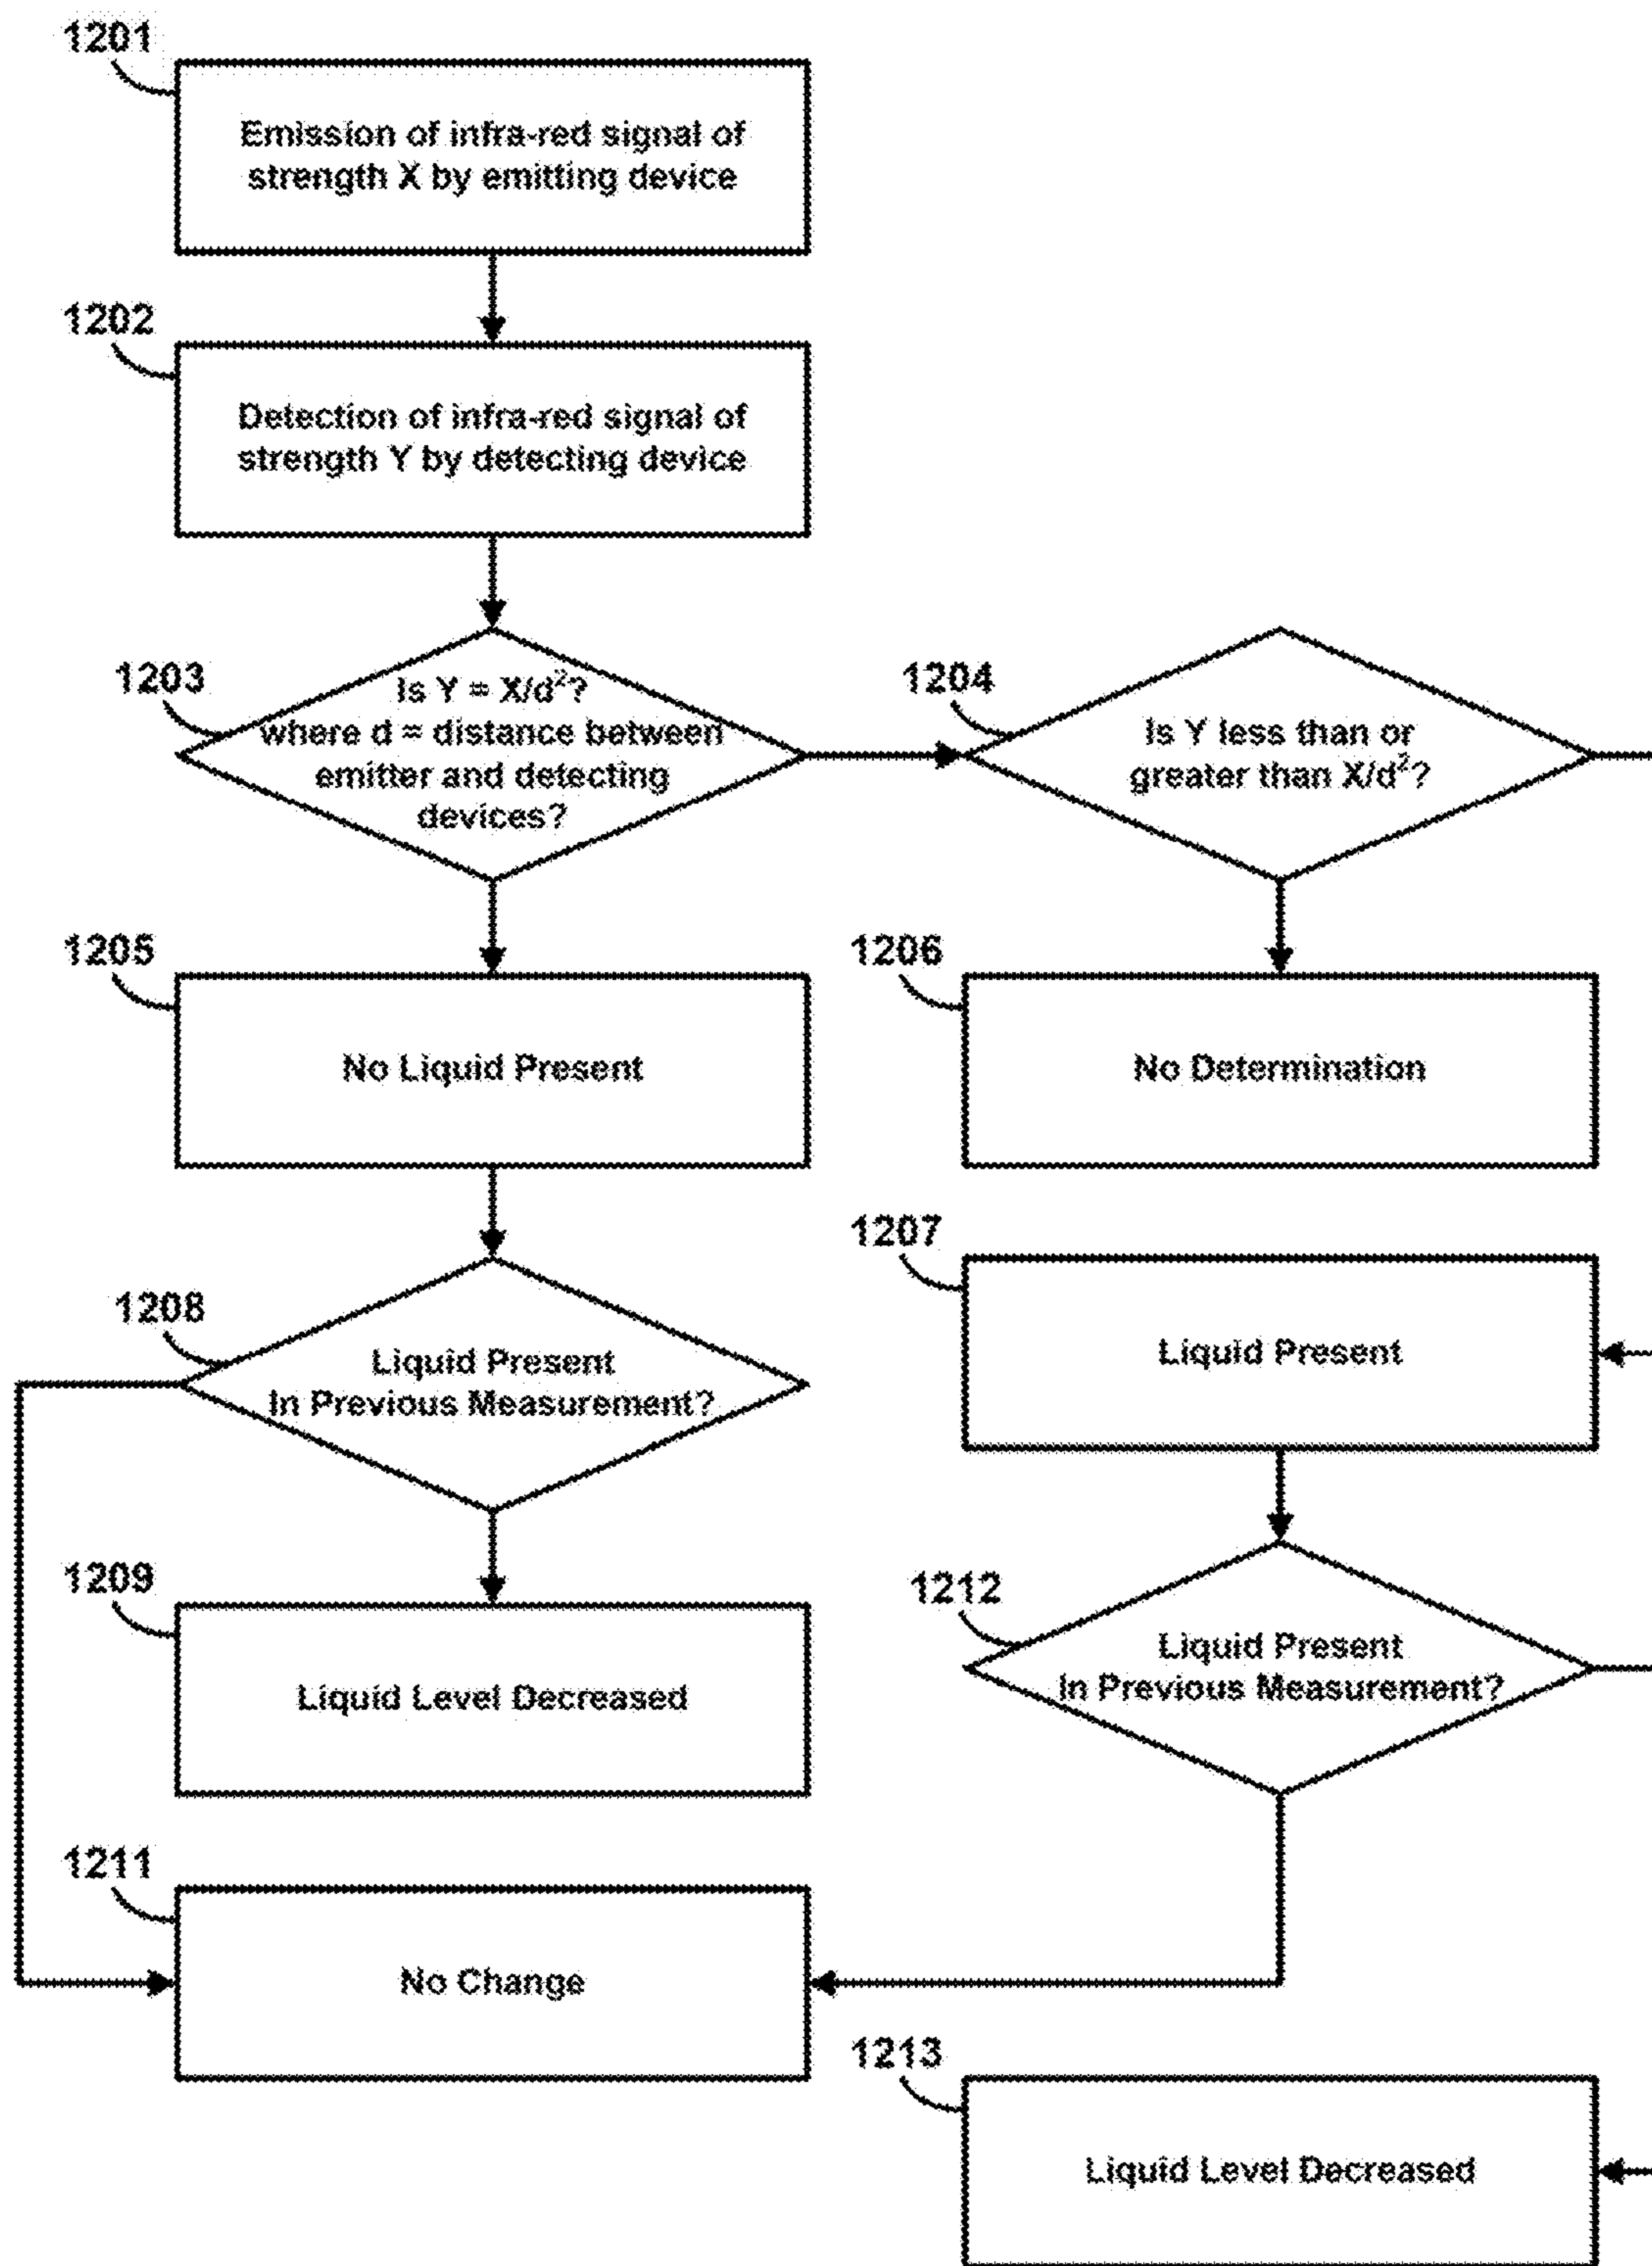 1201
Emission of infra-red signal of
strength X by emitting device
1202
Detection of infra-red signal of
strength Y by detecting device
1203
Is Y = X/d²?
where d = distance between
emitter and detecting
devices?
1204
Is Y less than or
greater than X/d²?
1205
No Liquid Present
1206
No Determination
1207
Liquid Present
1208
Liquid Present
In Previous Measurement?
1209
Liquid Level Decreased
1212
Liquid Present
In Previous Measurement?
1211
No Change
1213
Liquid Level Decreased